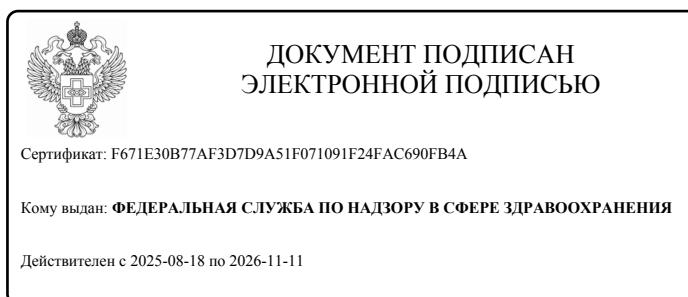 ДОКУМЕНТ ПОДПИСАН
ЭЛЕКТРОННОЙ ПОДПИСЬЮ
Сертификат: F671E30B77AF3D7D9A51F071091F24FAC690FB4A
Кому выдан: ФЕДЕРАЛЬНАЯ СЛУЖБА ПО НАДЗОРУ В СФЕРЕ ЗДРАВООХРАНЕНИЯ
Действителен с 2025-08-18 по 2026-11-11